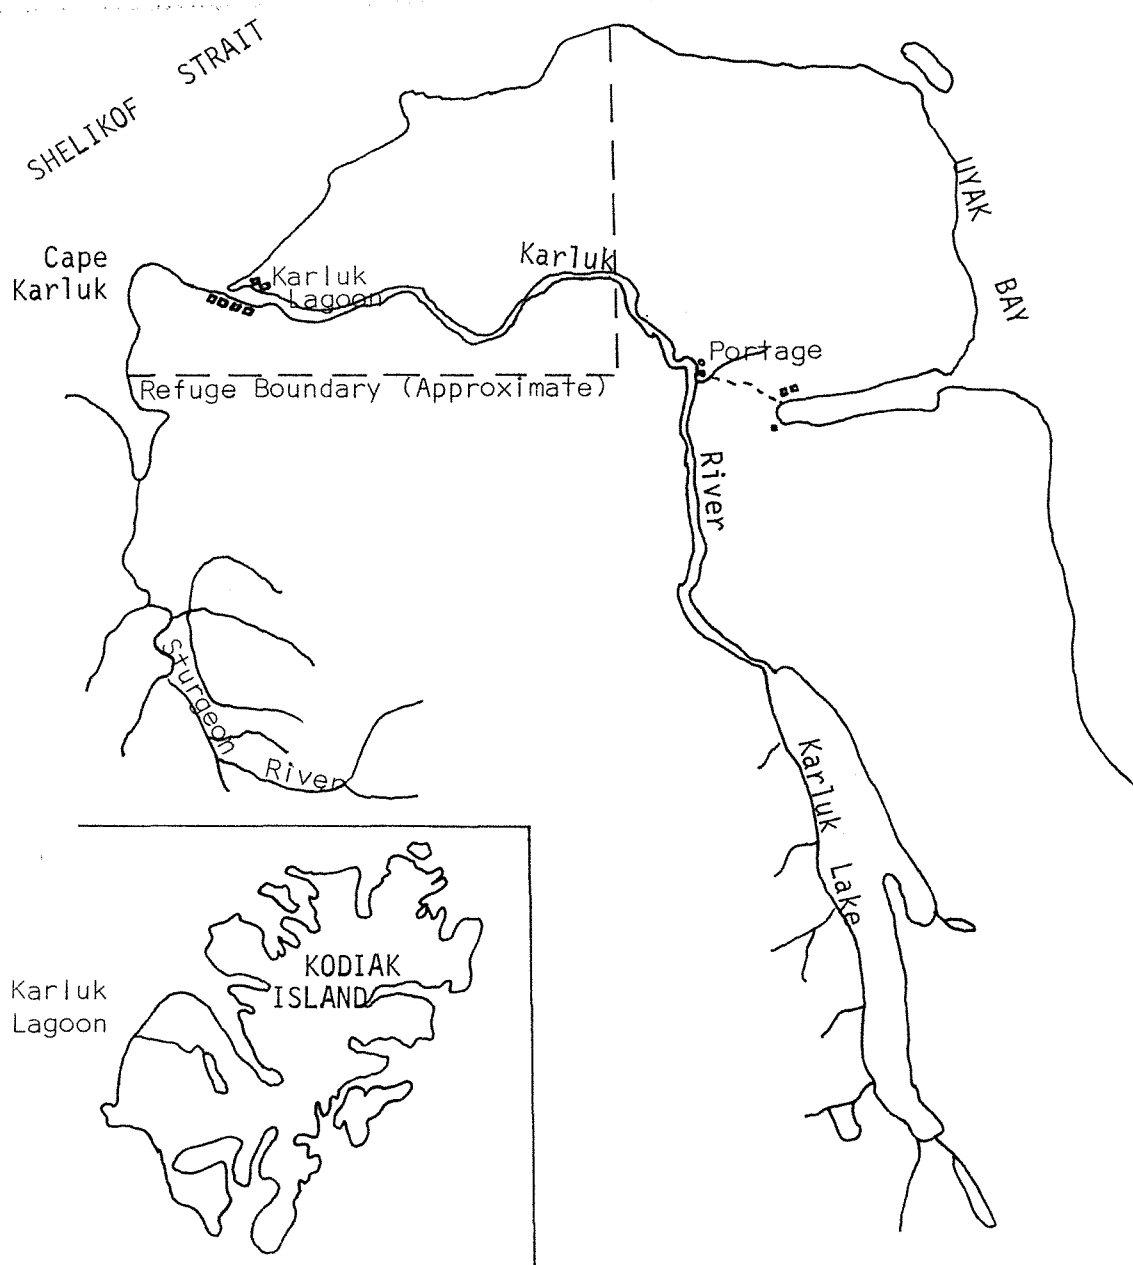 SHELIKOF STRAIT
UYAK BAY
Cape
Karluk
Karluk
Lagoon
Karluk
Portage
Refuge Boundary (Approximate)
River
Sturgeon
River
Karluk Lake
KODIAK
ISLAND
Karluk
Lagoon